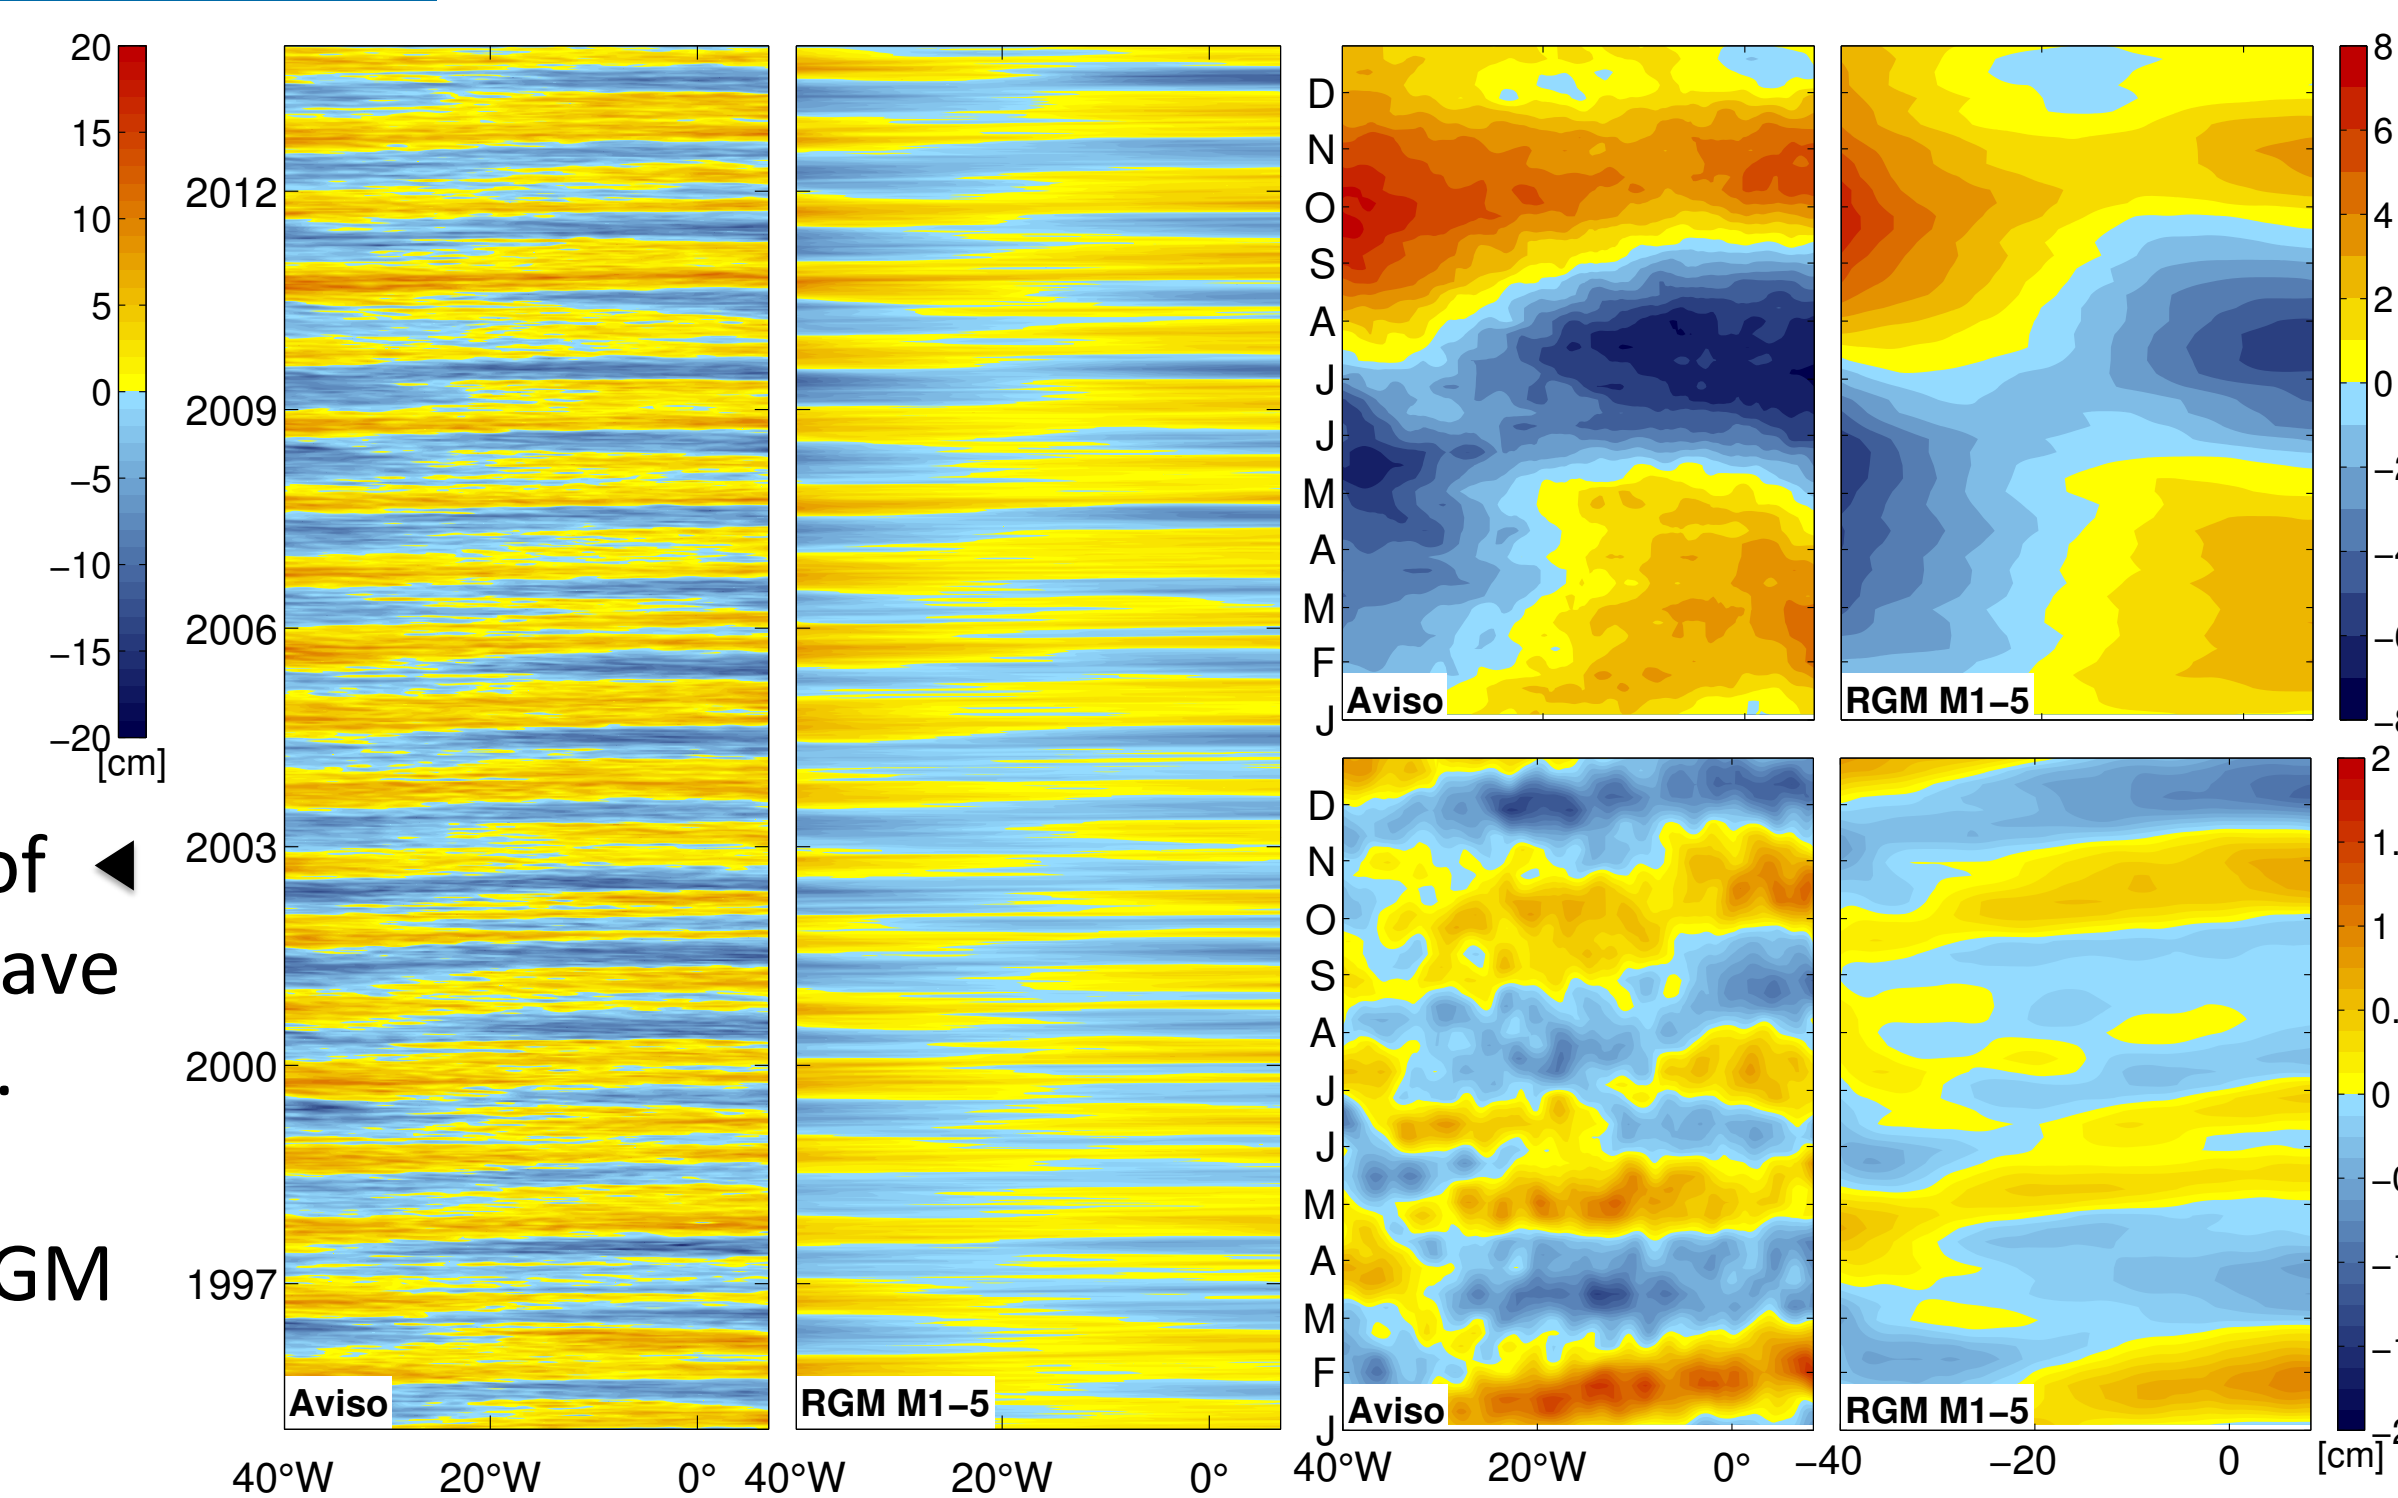 20
15
10
5
0
−5
−10
−15
−20
[cm]
of ◀
ave
.
GM
2012
2009
2006
2003
2000
1997
Aviso
RGM M1−5
40°W 20°W 0° 40°W 20°W 0°
D
N
O
S
A
J
J
M
A
M
F
J
Aviso
RGM M1−5
8
6
4
2
0
D
N
O
S
A
J
J
M
A
M
F
J
Aviso
RGM M1−5
40°W 20°W 0° −40 −20 0
2
1
0
[cm]